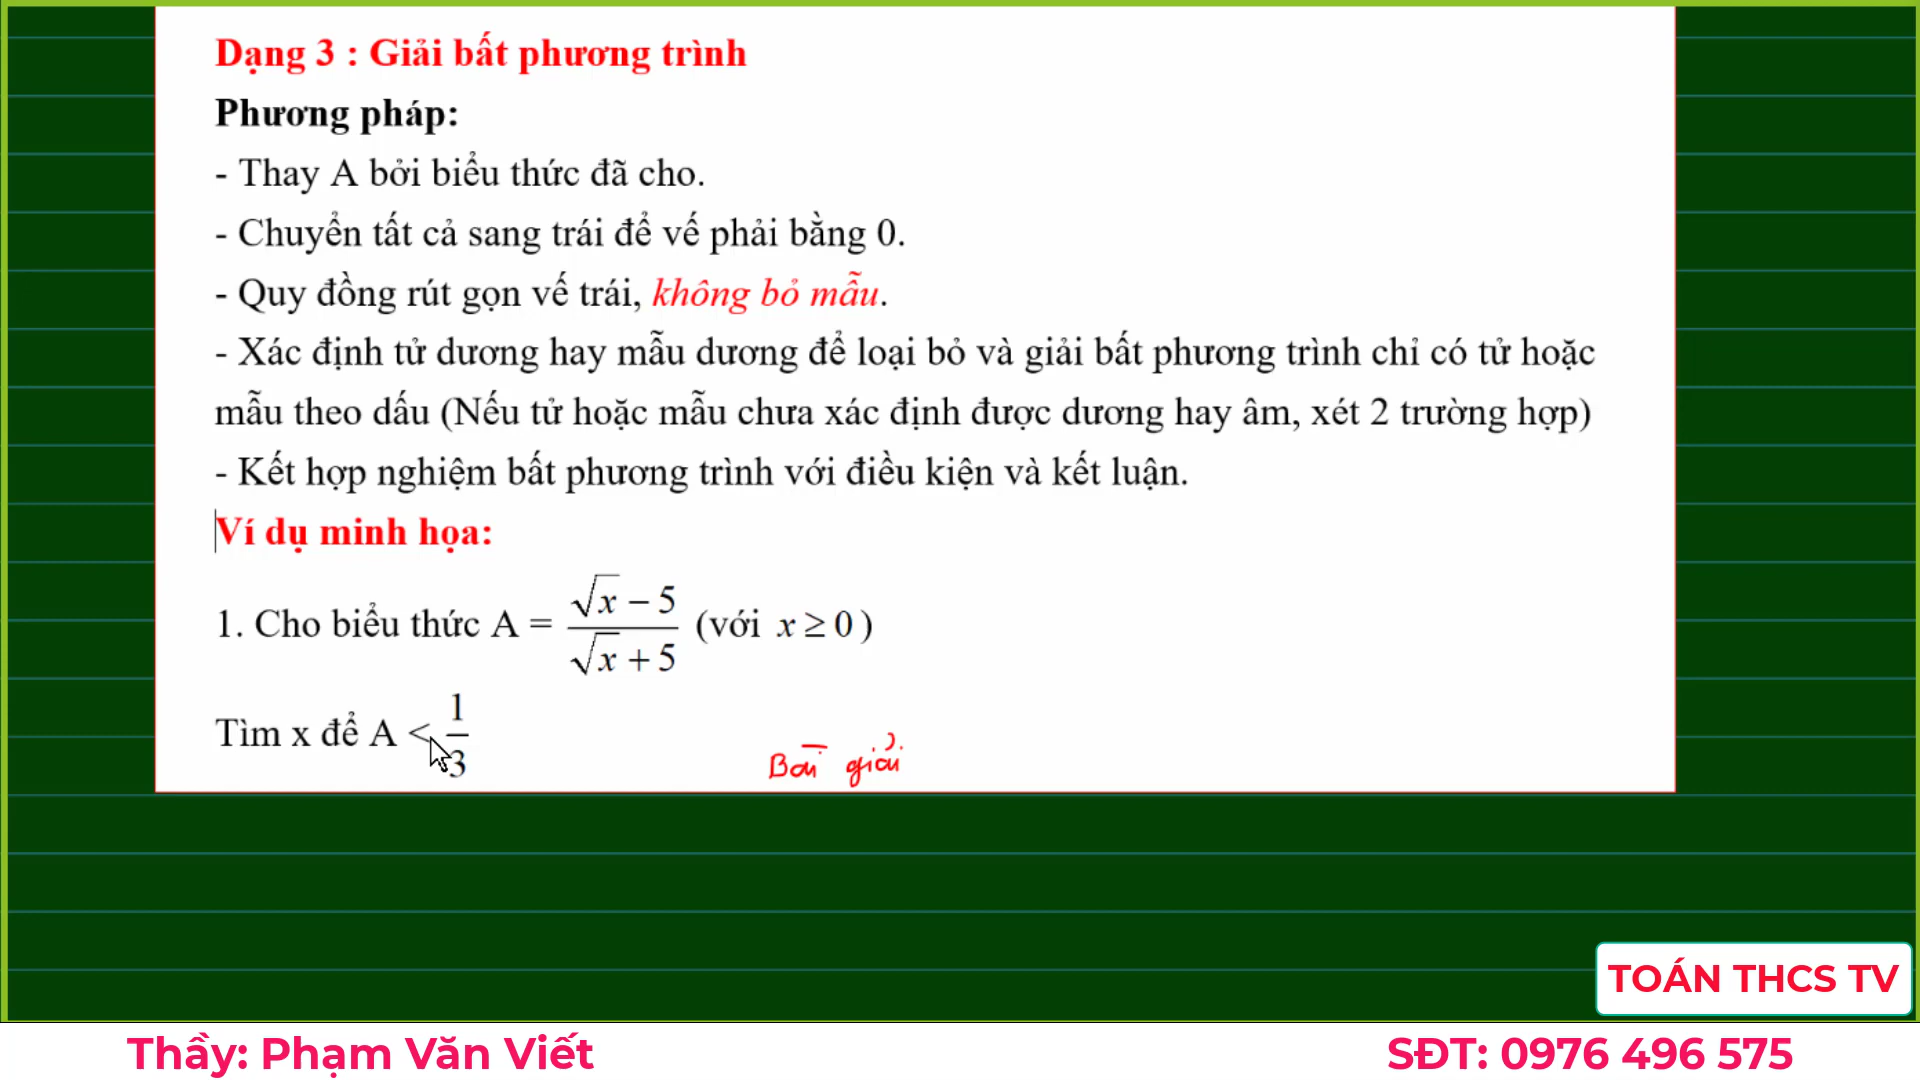 Dạng 3 : Giải bất phương trình
Phương pháp:
- Thay A bởi biểu thức đã cho.
- Chuyển tất cả sang trái để vế phải bằng 0.
- Quy đồng rút gọn vế trái, không bỏ mẫu.
- Xác định tử dương hay mẫu dương để loại bỏ và giải bất phương trình chỉ có tử hoặc
mẫu theo dấu (Nếu tử hoặc mẫu chưa xác định được dương hay âm, xét 2 trường hợp)
- Kết hợp nghiệm bất phương trình với điều kiện và kết luận.
Ví dụ minh họa:
1. Cho biểu thức A = (√x − 5)/(√x + 5) (với x ≥ 0 )
Tìm x để A < 1/3
Bài giải
TOÁN THCS TV
Thầy: Phạm Văn Viết
SĐT: 0976 496 575